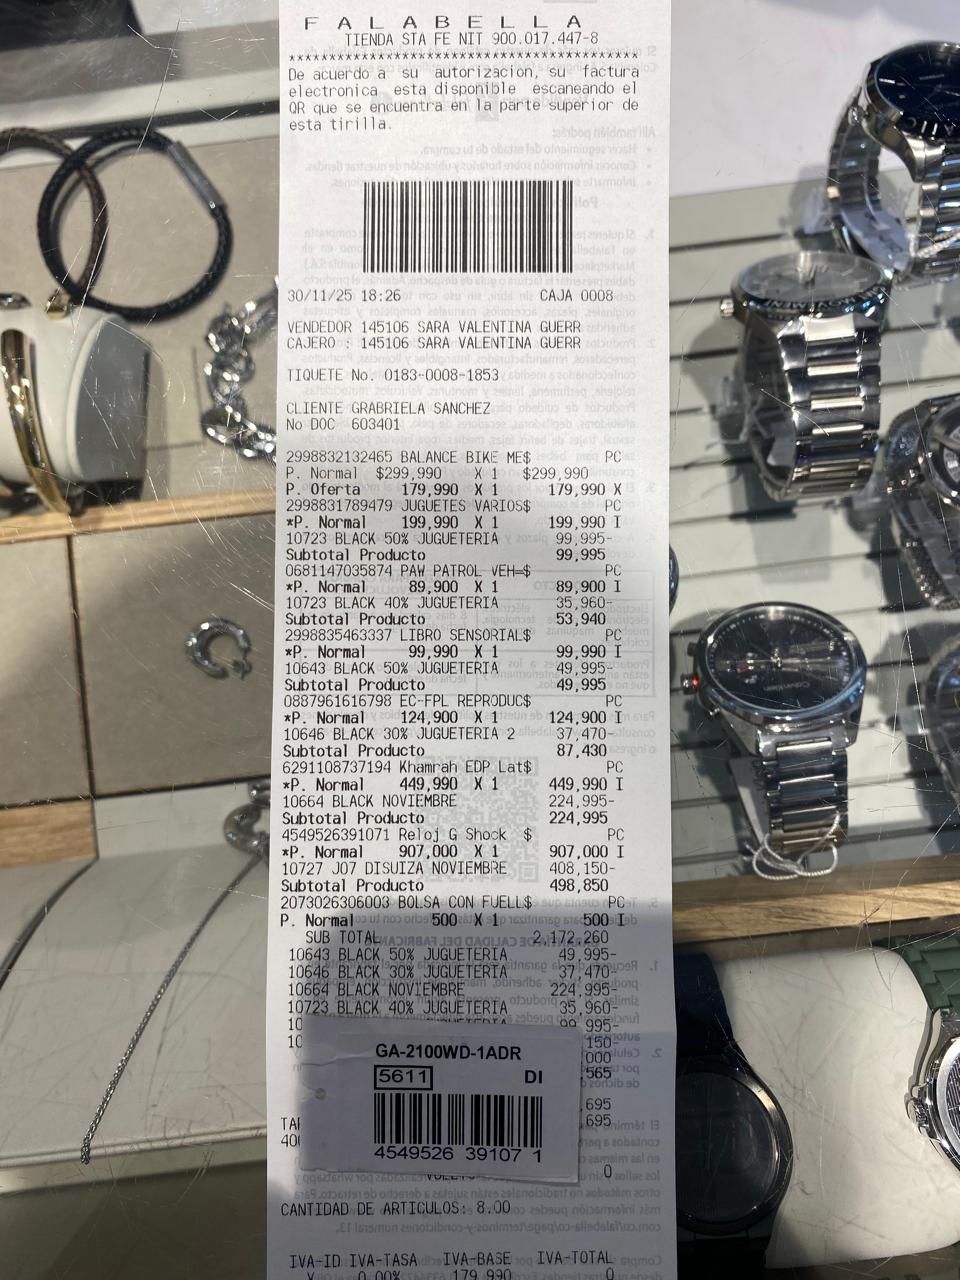 F A L A B E L L A
TIENDA STA FE NIT 900.017.447-8
******************************************
De acuerdo a su autorizacion, su factura
electronica esta disponible escaneando el
QR que se encuentra en la parte superior de
esta tirilla.
30/11/25 18:26 CAJA 0008
VENDEDOR 145106 SARA VALENTINA GUERR
CAJERO : 145106 SARA VALENTINA GUERR
TIQUETE No. 0183-0008-1853
CLIENTE GRABRIELA SANCHEZ
No DOC 603401
2998832132465 BALANCE BIKE ME$ PC
P. Normal $299,990 X 1 $299,990
P. Oferta 179,990 X 1 179,990 X
2998831789479 JUGUETES VARIOS$ PC
*P. Normal 199,990 X 1 199,990 I
10723 BLACK 50% JUGUETERIA 99,995-
Subtotal Producto 99,995
0681147035874 PAW PATROL VEH-$ PC
*P. Normal 89,900 X 1 89,900 I
10723 BLACK 40% JUGUETERIA 35,960-
Subtotal Producto 53,940
2998835463337 LIBRO SENSORIAL$ PC
*P. Normal 99,990 X 1 99,990 I
10643 BLACK 50% JUGUETERIA 49,995-
Subtotal Producto 49,995
0887961616798 EC-FPL REPRODUC$ PC
*P. Normal 124,900 X 1 124,900 I
10646 BLACK 30% JUGUETERIA 2 37,470-
Subtotal Producto 87,430
6291108737194 Khamrah EDP Lat$ PC
*P. Normal 449,990 X 1 449,990 I
10664 BLACK NOVIEMBRE 224,995-
Subtotal Producto 224,995
4549526391071 Reloj G Shock $ PC
*P. Normal 907,000 X 1 907,000 I
10727 J07 DISUIZA NOVIEMBRE 408,150-
Subtotal Producto 498,850
2073026306003 BOLSA CON FUELL$ PC
P. Normal 500 X 1 500 I
SUB TOTAL 2,172,260
10643 BLACK 50% JUGUETERIA 49,995-
10646 BLACK 30% JUGUETERIA 37,470-
10664 BLACK NOVIEMBRE 224,995-
10723 BLACK 40% JUGUETERIA 35,960-
99,995-
GA-2100WD-1ADR
5611 DI
4549526 39107 1
0
CANTIDAD DE ARTICULOS: 8.00
IVA-ID IVA-TASA IVA-BASE IVA-TOTAL
X 0.00% 179,990 0